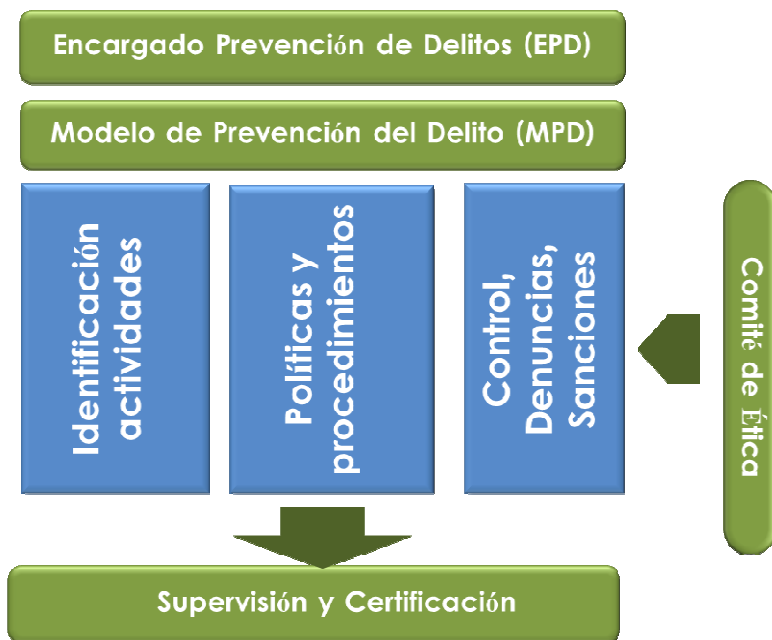 Encargado Prevención de Delitos (EPD)
Modelo de Prevención del Delito (MPD)
Identificación
actividades
Políticas y
procedimientos
Control,
Denuncias,
Sanciones
Comité de Ética
Supervisión y Certificación